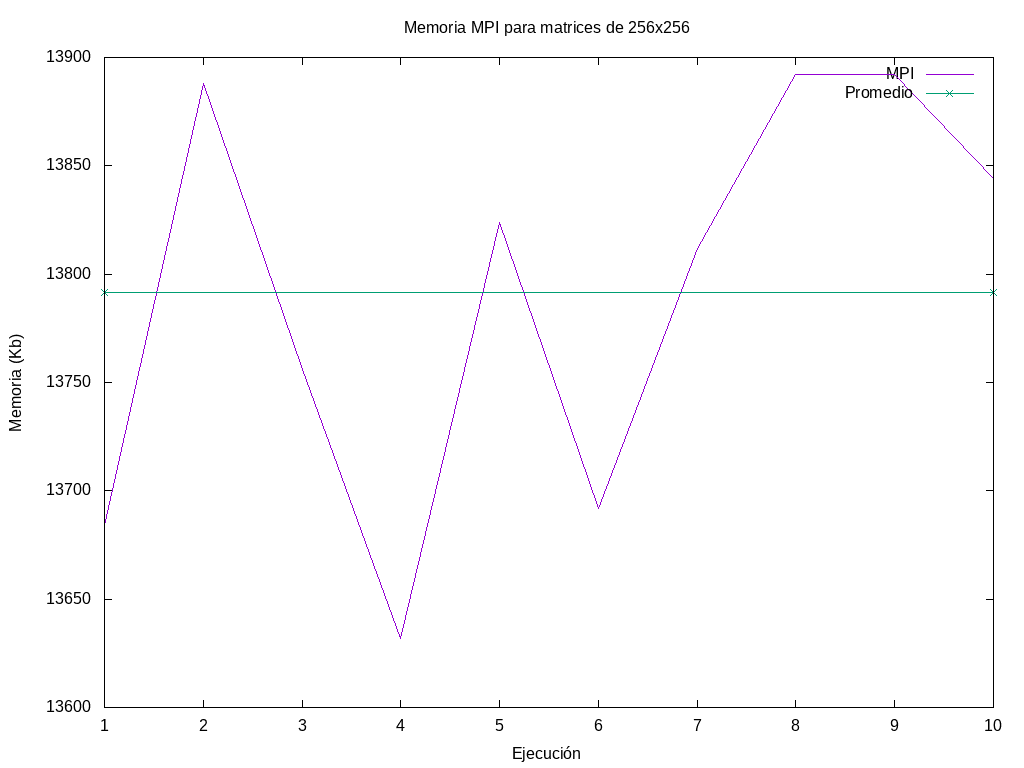 Memoria MPI para matrices de 256x256
13900
13850
13800
13750
13700
13650
13600
Memoria (Kb)
MPI
Promedio
1 2 3 4 5 6 7 8 9 10
Ejecución